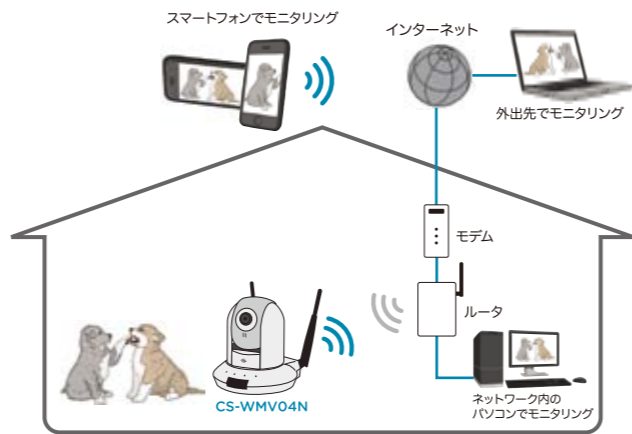 スマートフォンでモニタリング
インターネット
外出先でモニタリング
モデム
ルータ
CS-WMV04N
ネットワーク内の
パソコンでモニタリング